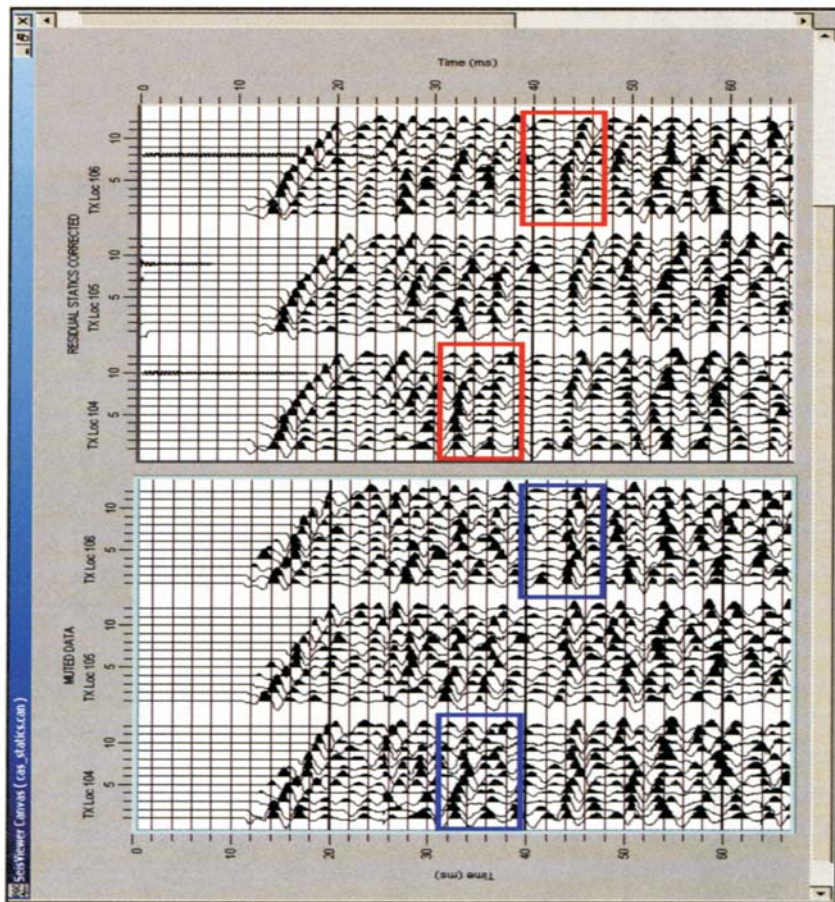 SeisViewer Canvas ( cas_statics.can )
MUTED DATA
TX Loc 104 TX Loc 105 TX Loc 106
5 10 5 10 5 10
RESIDUAL STATICS CORRECTED
TX Loc 104 TX Loc 105 TX Loc 106
5 10 5 10 5 10
Time (ms)
0
10
20
30
40
50
60
Time (ms)
0
10
20
30
40
50
60